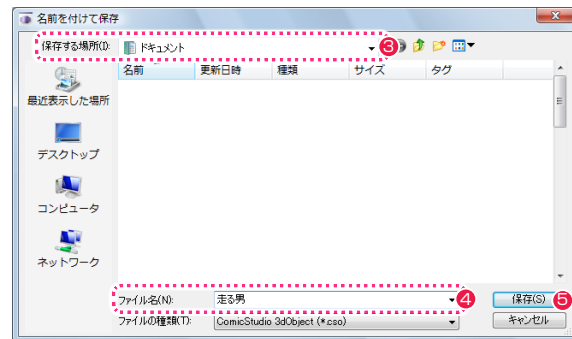 名前を付けて保存
保存する場所(I):
ドキュメント
3
名前 更新日時 種類 サイズ タグ
最近表示した場所
デスクトップ
コンピュータ
ネットワーク
ファイル名(N): 走る男 4 保存(S) 5
ファイルの種類(T): ComicStudio 3dObject (*.cso) キャンセル